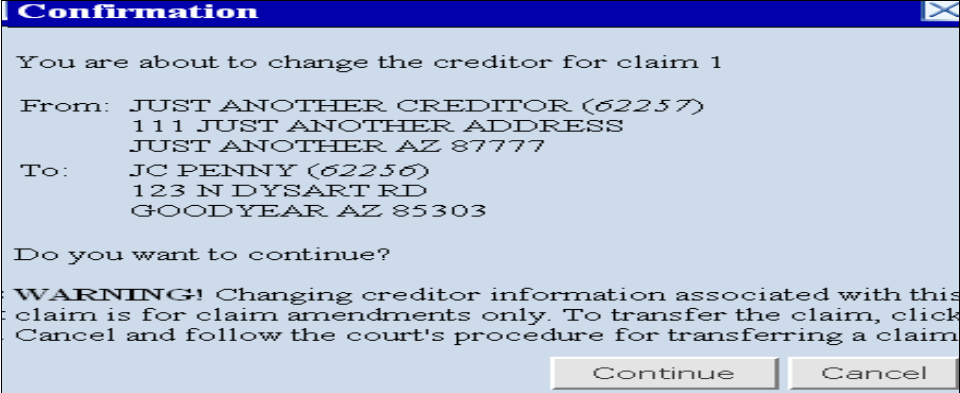 Confirmation
You are about to change the creditor for claim 1
From: JUST ANOTHER CREDITOR (62257)
111 JUST ANOTHER ADDRESS
JUST ANOTHER AZ 87777
To: JC PENNY (62256)
123 N DYSART RD
GOODYEAR AZ 85303
Do you want to continue?
WARNING! Changing creditor information associated with this
claim is for claim amendments only. To transfer the claim, click
Cancel and follow the court's procedure for transferring a claim
Continue Cancel